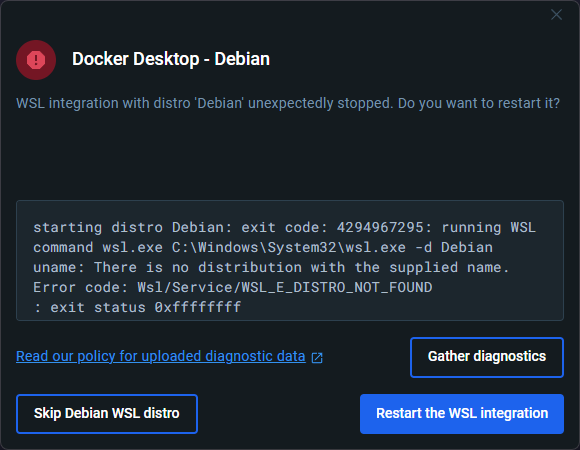 Docker Desktop - Debian
WSL integration with distro 'Debian' unexpectedly stopped. Do you want to restart it?
starting distro Debian: exit code: 4294967295: running WSL
command wsl.exe C:\Windows\System32\wsl.exe -d Debian
uname: There is no distribution with the supplied name.
Error code: Wsl/Service/WSL_E_DISTRO_NOT_FOUND
: exit status 0xffffffff
Read our policy for uploaded diagnostic data
Gather diagnostics
Skip Debian WSL distro
Restart the WSL integration